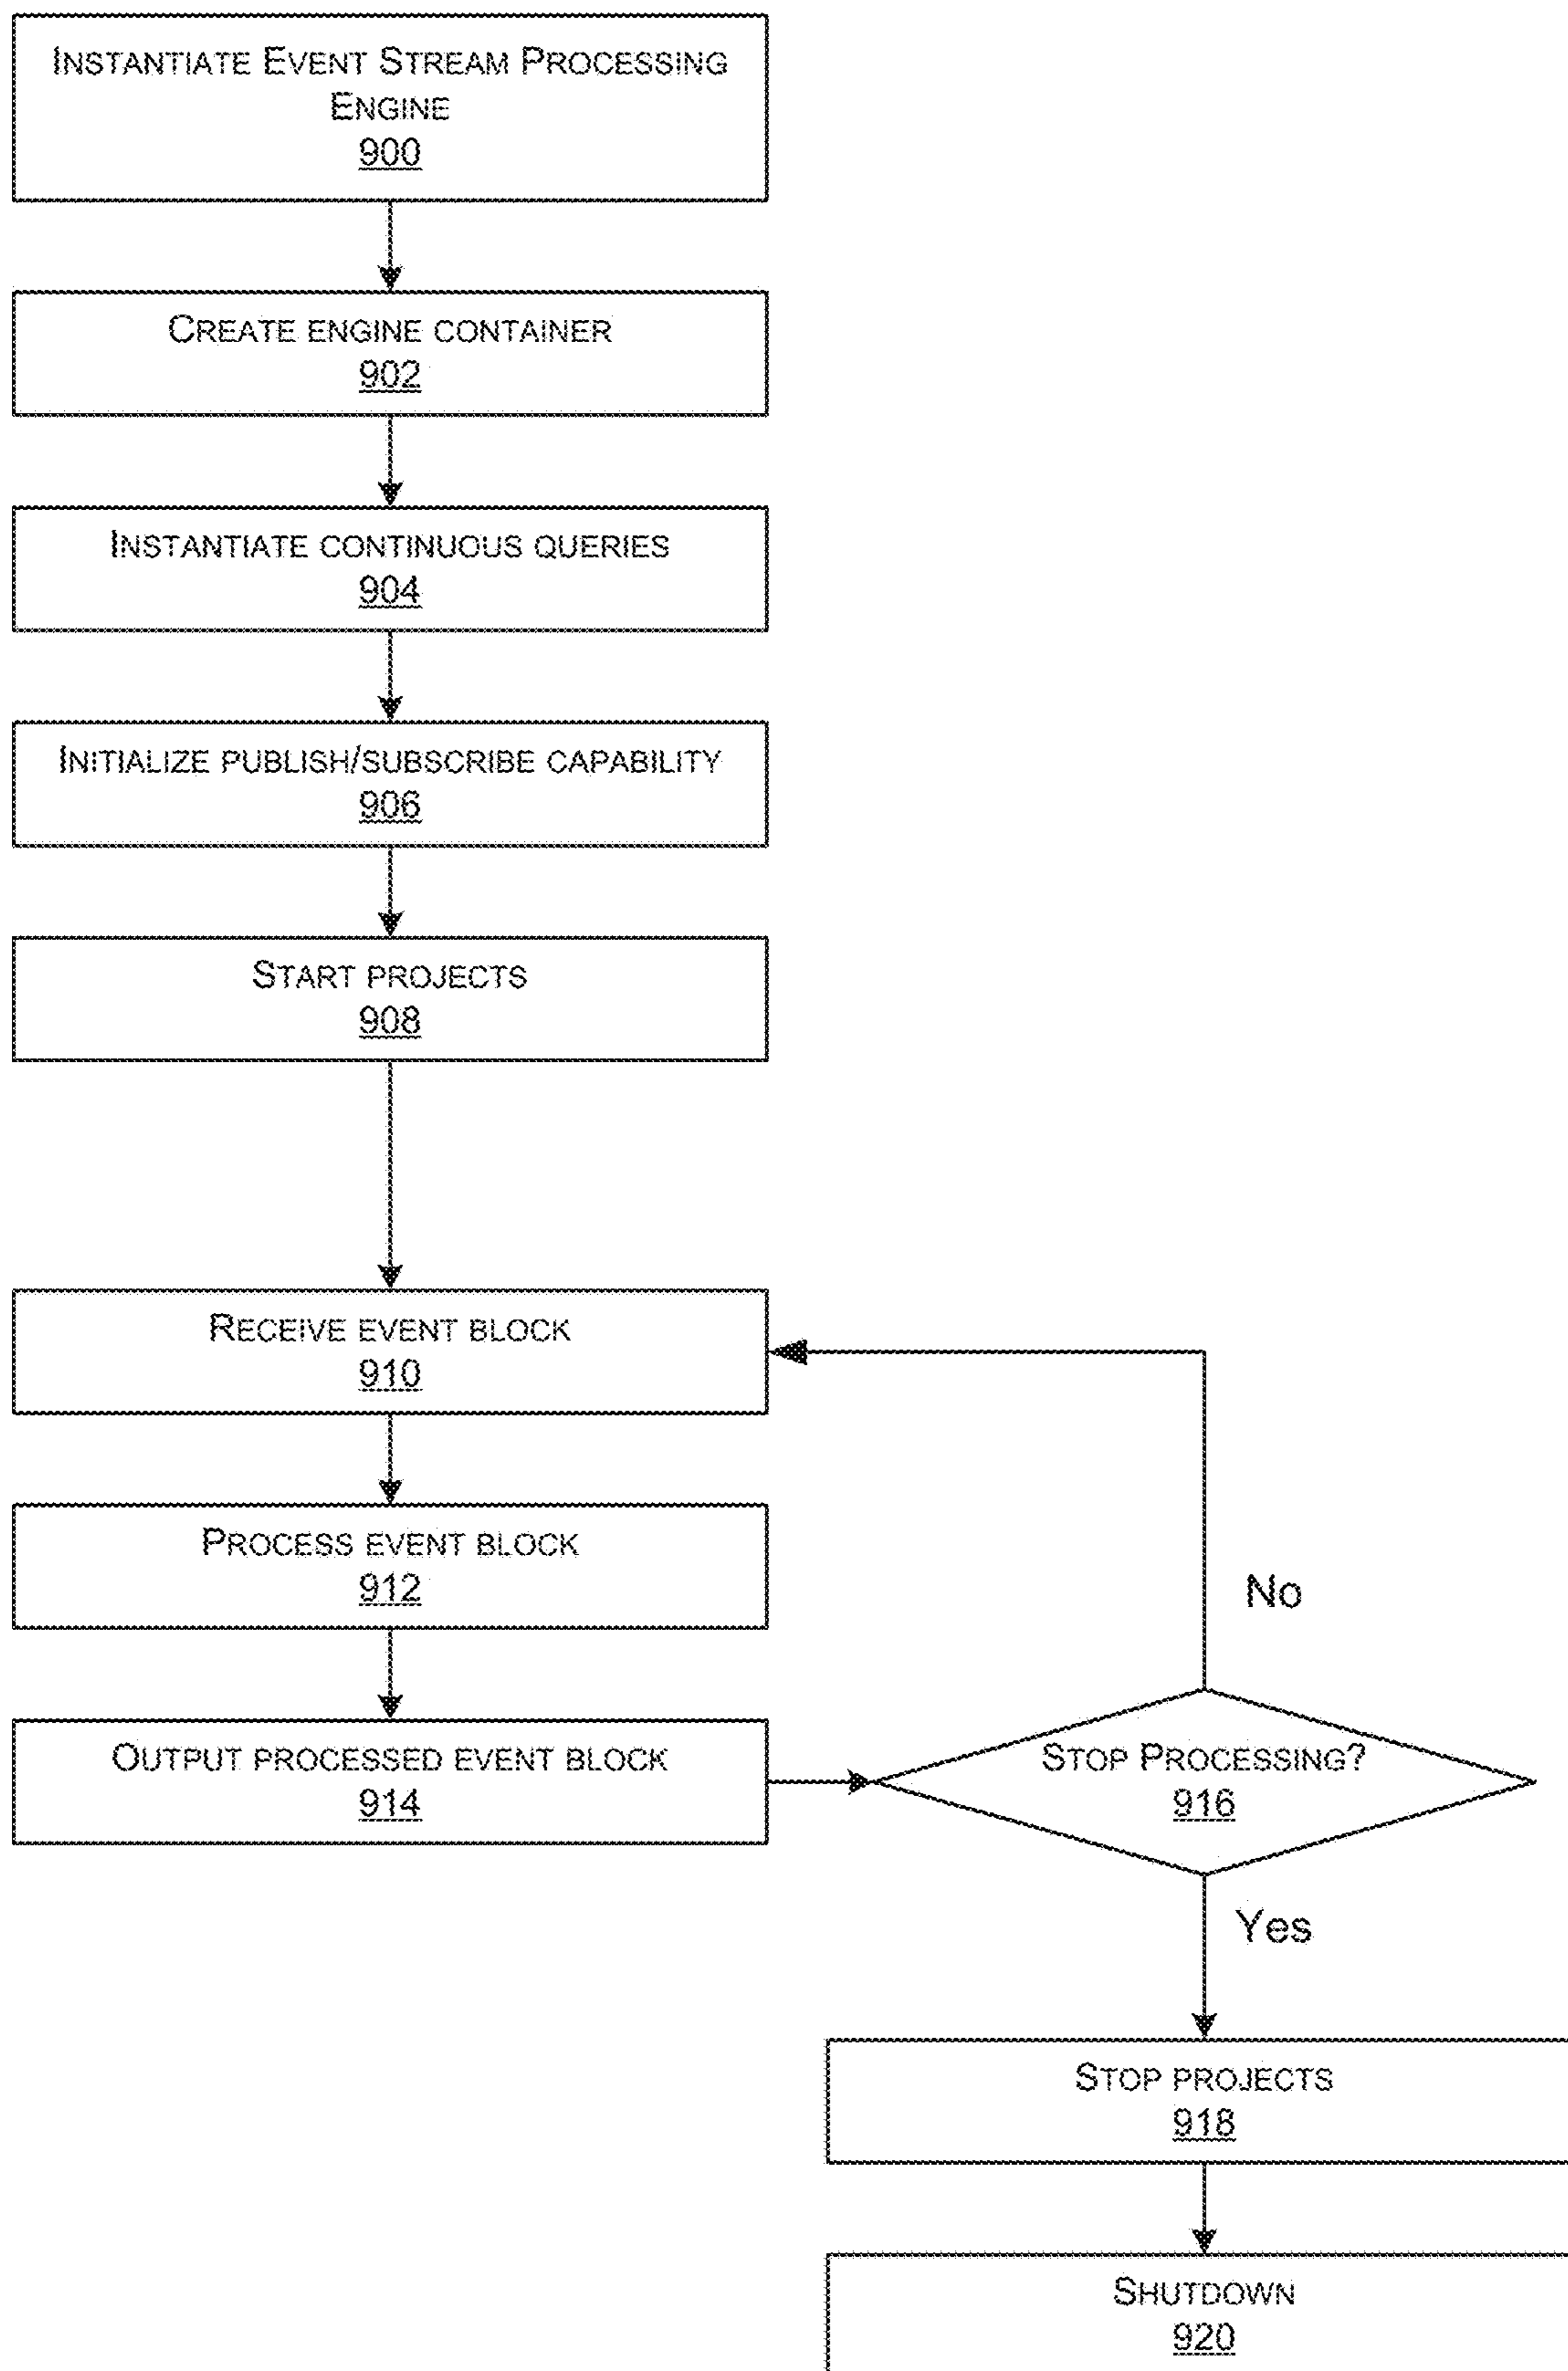 INSTANTIATE EVENT STREAM PROCESSING
ENGINE
900
CREATE ENGINE CONTAINER
902
INSTANTIATE CONTINUOUS QUERIES
904
INITIALIZE PUBLISH/SUBSCRIBE CAPABILITY
906
START PROJECTS
908
RECEIVE EVENT BLOCK
910
PROCESS EVENT BLOCK
912
No
OUTPUT PROCESSED EVENT BLOCK
914
STOP PROCESSING?
916
Yes
STOP PROJECTS
918
SHUTDOWN
920